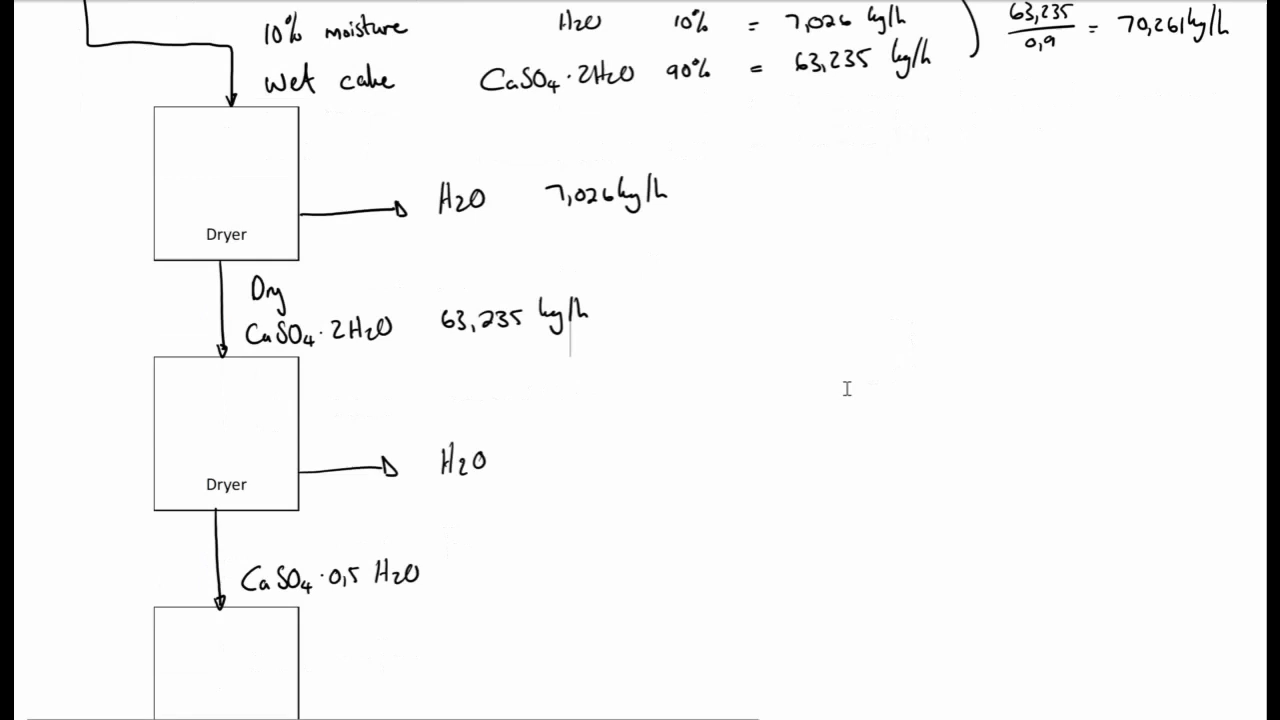 10% moisture H2O 10% = 7,026 kg/h 63,235 / 0,9 = 70,261 kg/h
Wet cake CaSO4·2H2O 90% = 63,235 kg/h
H2O 7,026 kg/h
Dryer
Dry
CaSO4·2H2O 63,235 kg/h
H2O
Dryer
CaSO4·0,5 H2O